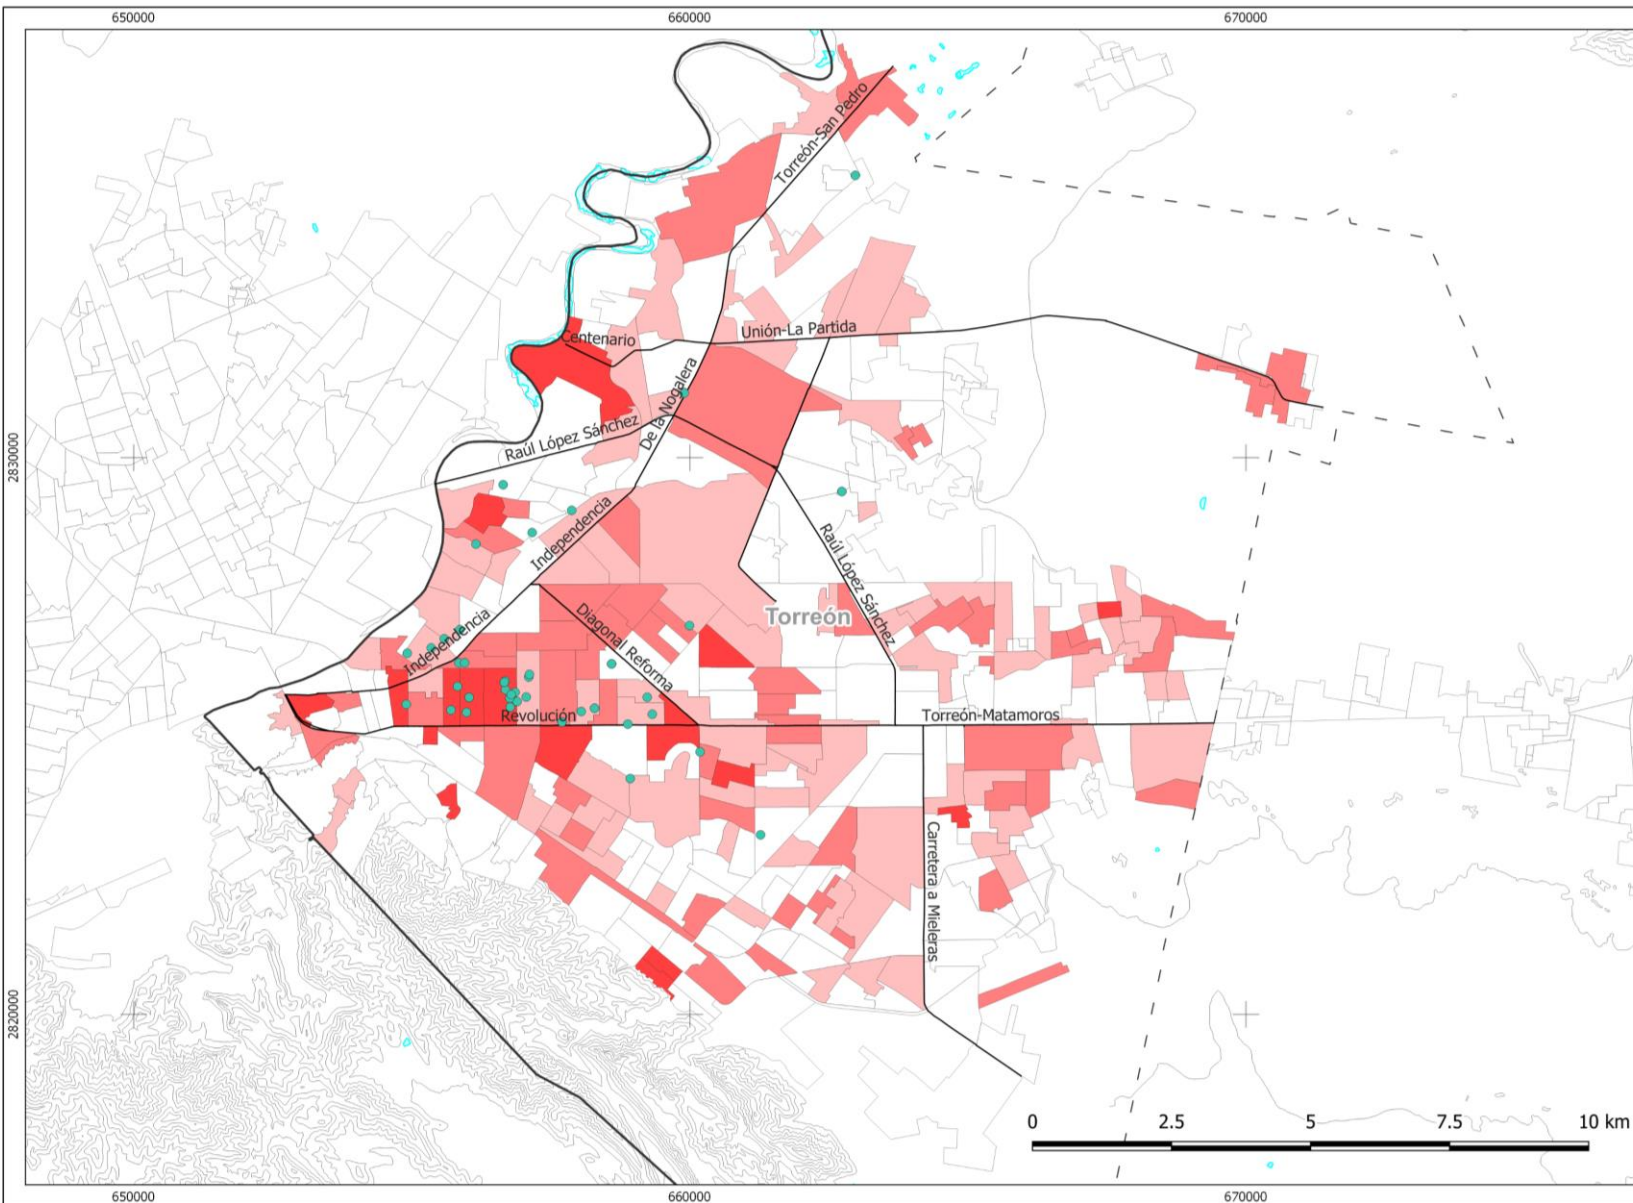 650000
660000
670000
Torreón-San Pedro
Centenario
Unión-La Partida
De la Nogalera
Raúl López Sánchez
2830000
Independencia
Raúl López Sánchez
Diagonal Reforma
Torreón
Independencia
Revolución
Torreón-Matamoros
Carretera a Mieleras
2820000
0 2.5 5 7.5 10 km
650000
660000
670000